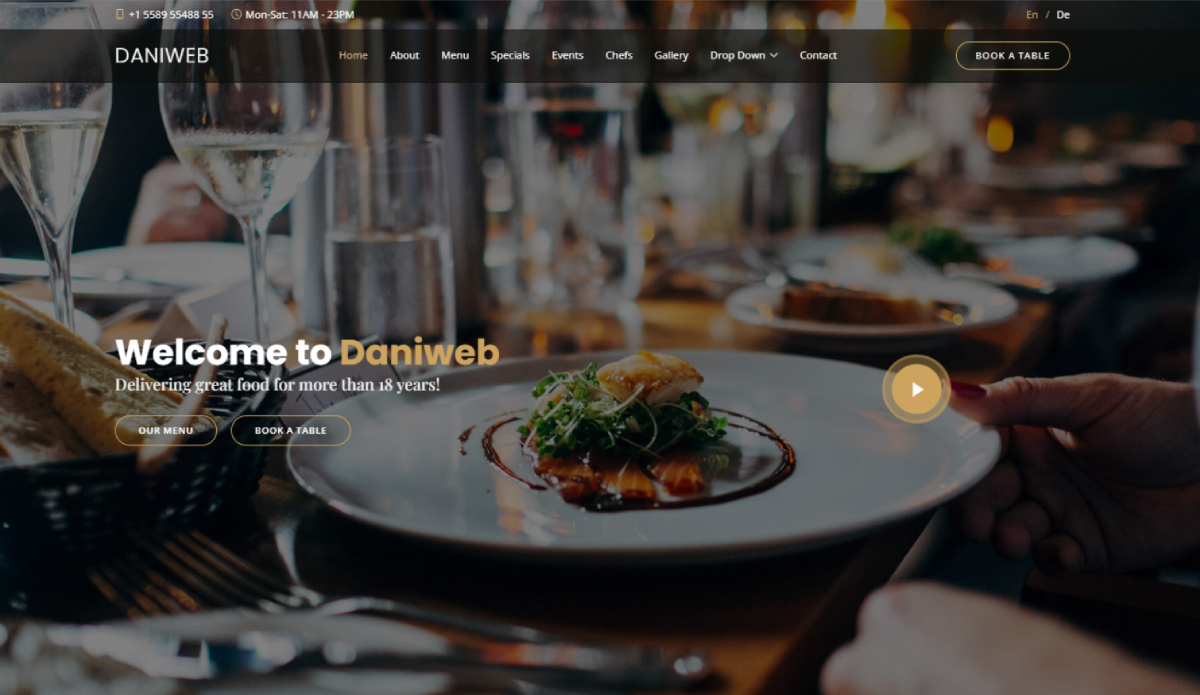 +1 5589 55488 55 Mon-Sat: 11AM - 23PM En / De
DANIWEB Home About Menu Specials Events Chefs Gallery Drop Down Contact BOOK A TABLE
Welcome to Daniweb
Delivering great food for more than 18 years!
OUR MENU BOOK A TABLE